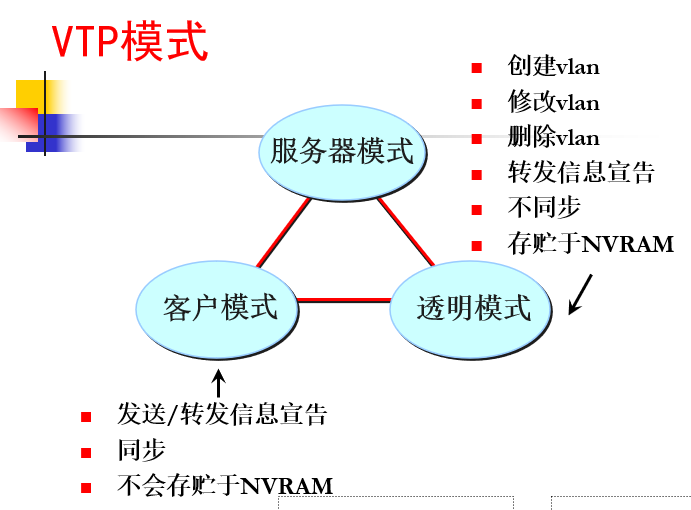 VTP模式
创建vlan
修改vlan
删除vlan
转发信息宣告
不同步
存贮于NVRAM
服务器模式
客户模式
透明模式
发送/转发信息宣告
同步
不会存贮于NVRAM